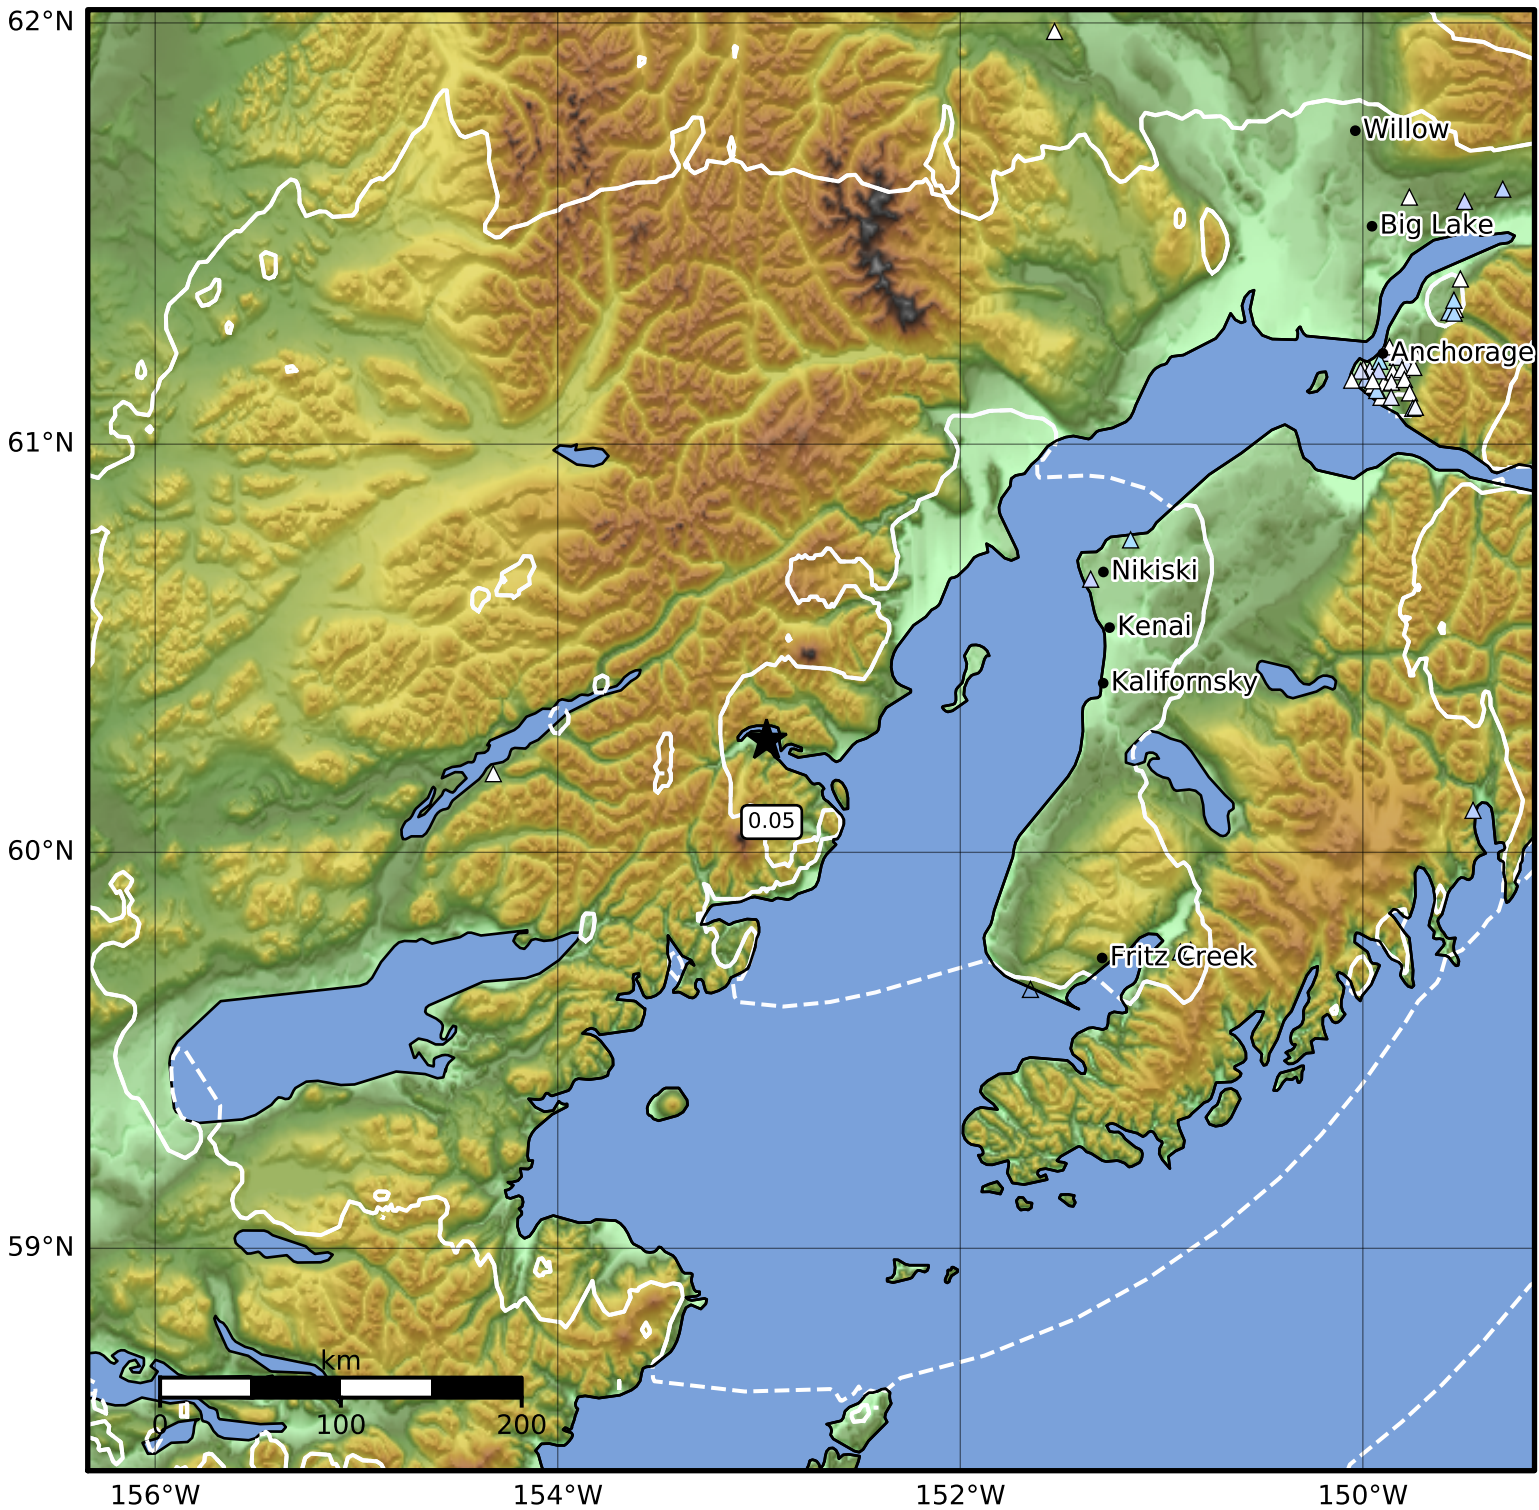 62°N
Willow
Big Lake
Anchorage
61°N
Nikiski
Kenai
Kalifornsky
0.05
60°N
Fritz Creek
59°N
km
0 100 200
156°W 154°W 152°W 150°W